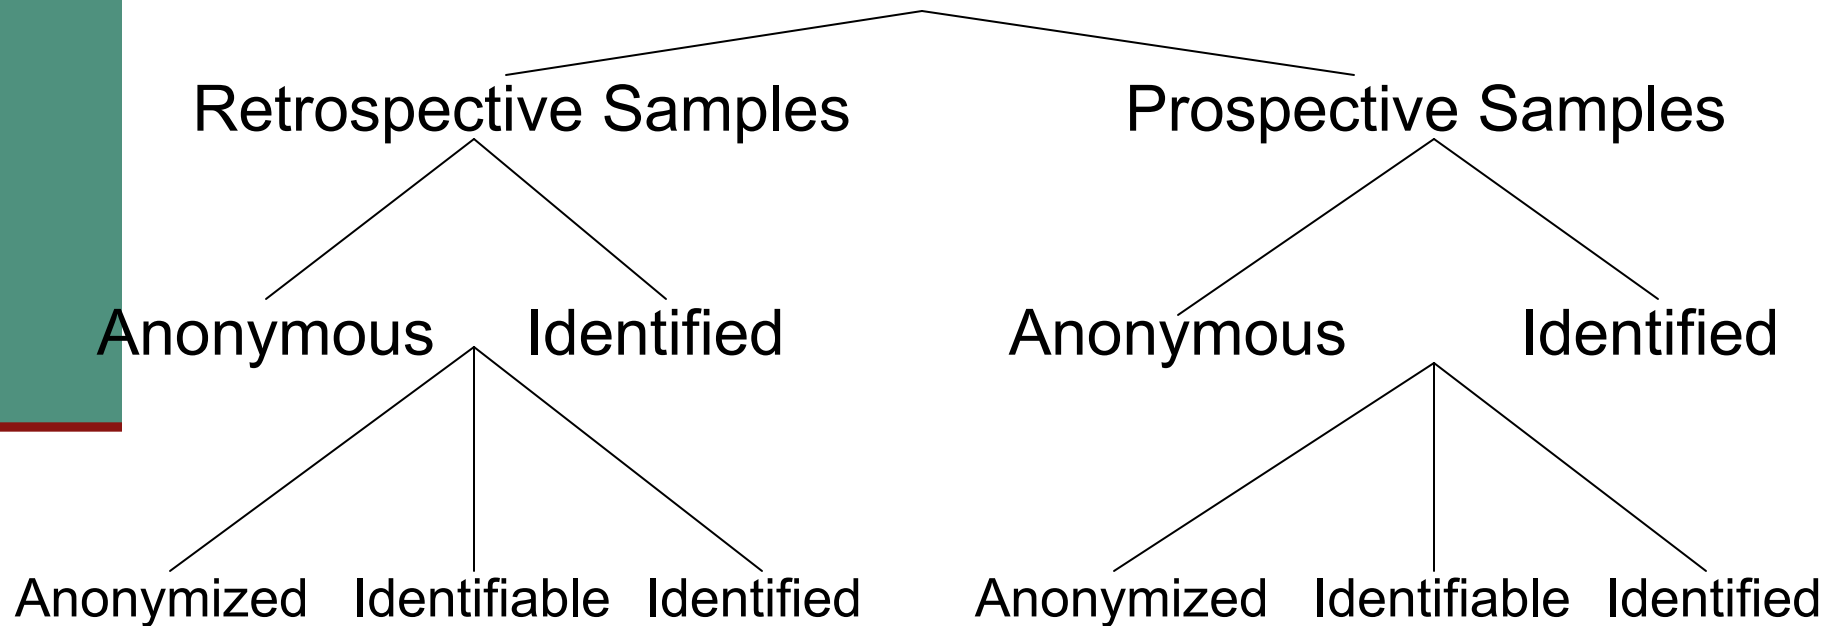 Retrospective Samples Prospective Samples
Anonymous Identified Anonymous Identified
Anonymized Identifiable Identified Anonymized Identifiable Identified